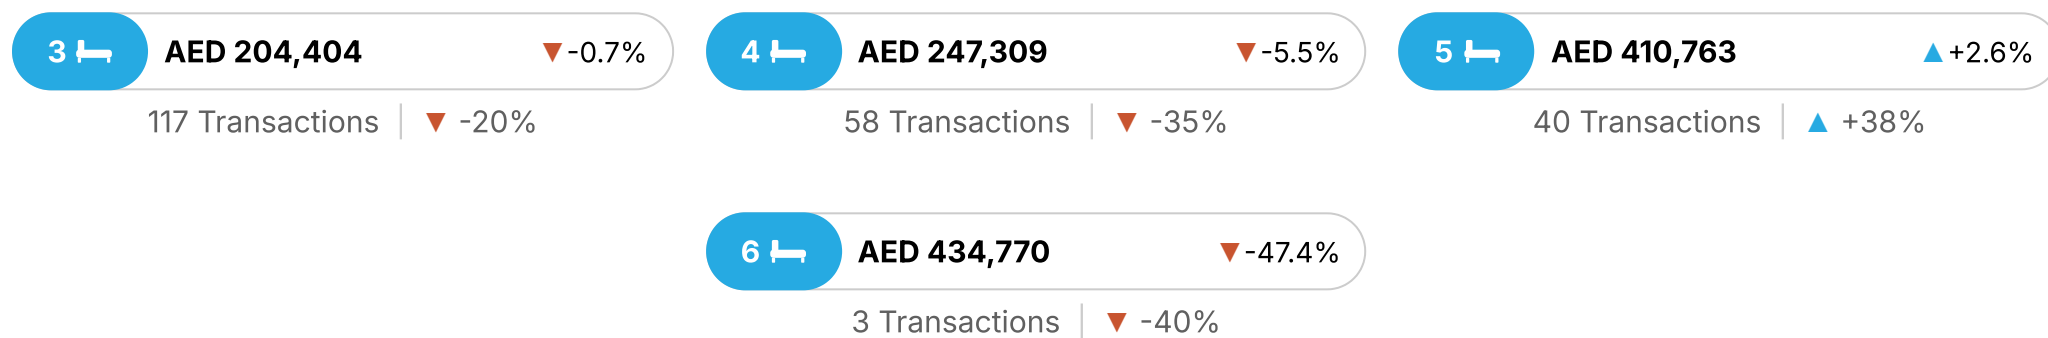 3 AED 204,404 ▼-0.7%
117 Transactions | ▼ -20%
4 AED 247,309 ▼-5.5%
58 Transactions | ▼ -35%
5 AED 410,763 ▲+2.6%
40 Transactions | ▲ +38%
6 AED 434,770 ▼-47.4%
3 Transactions | ▼ -40%